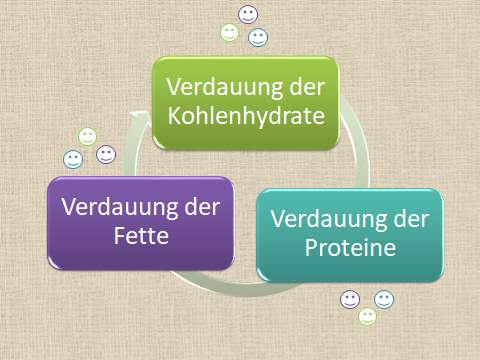 Verdauung der
Kohlenhydrate
Verdauung der
Fette
Verdauung der
Proteine